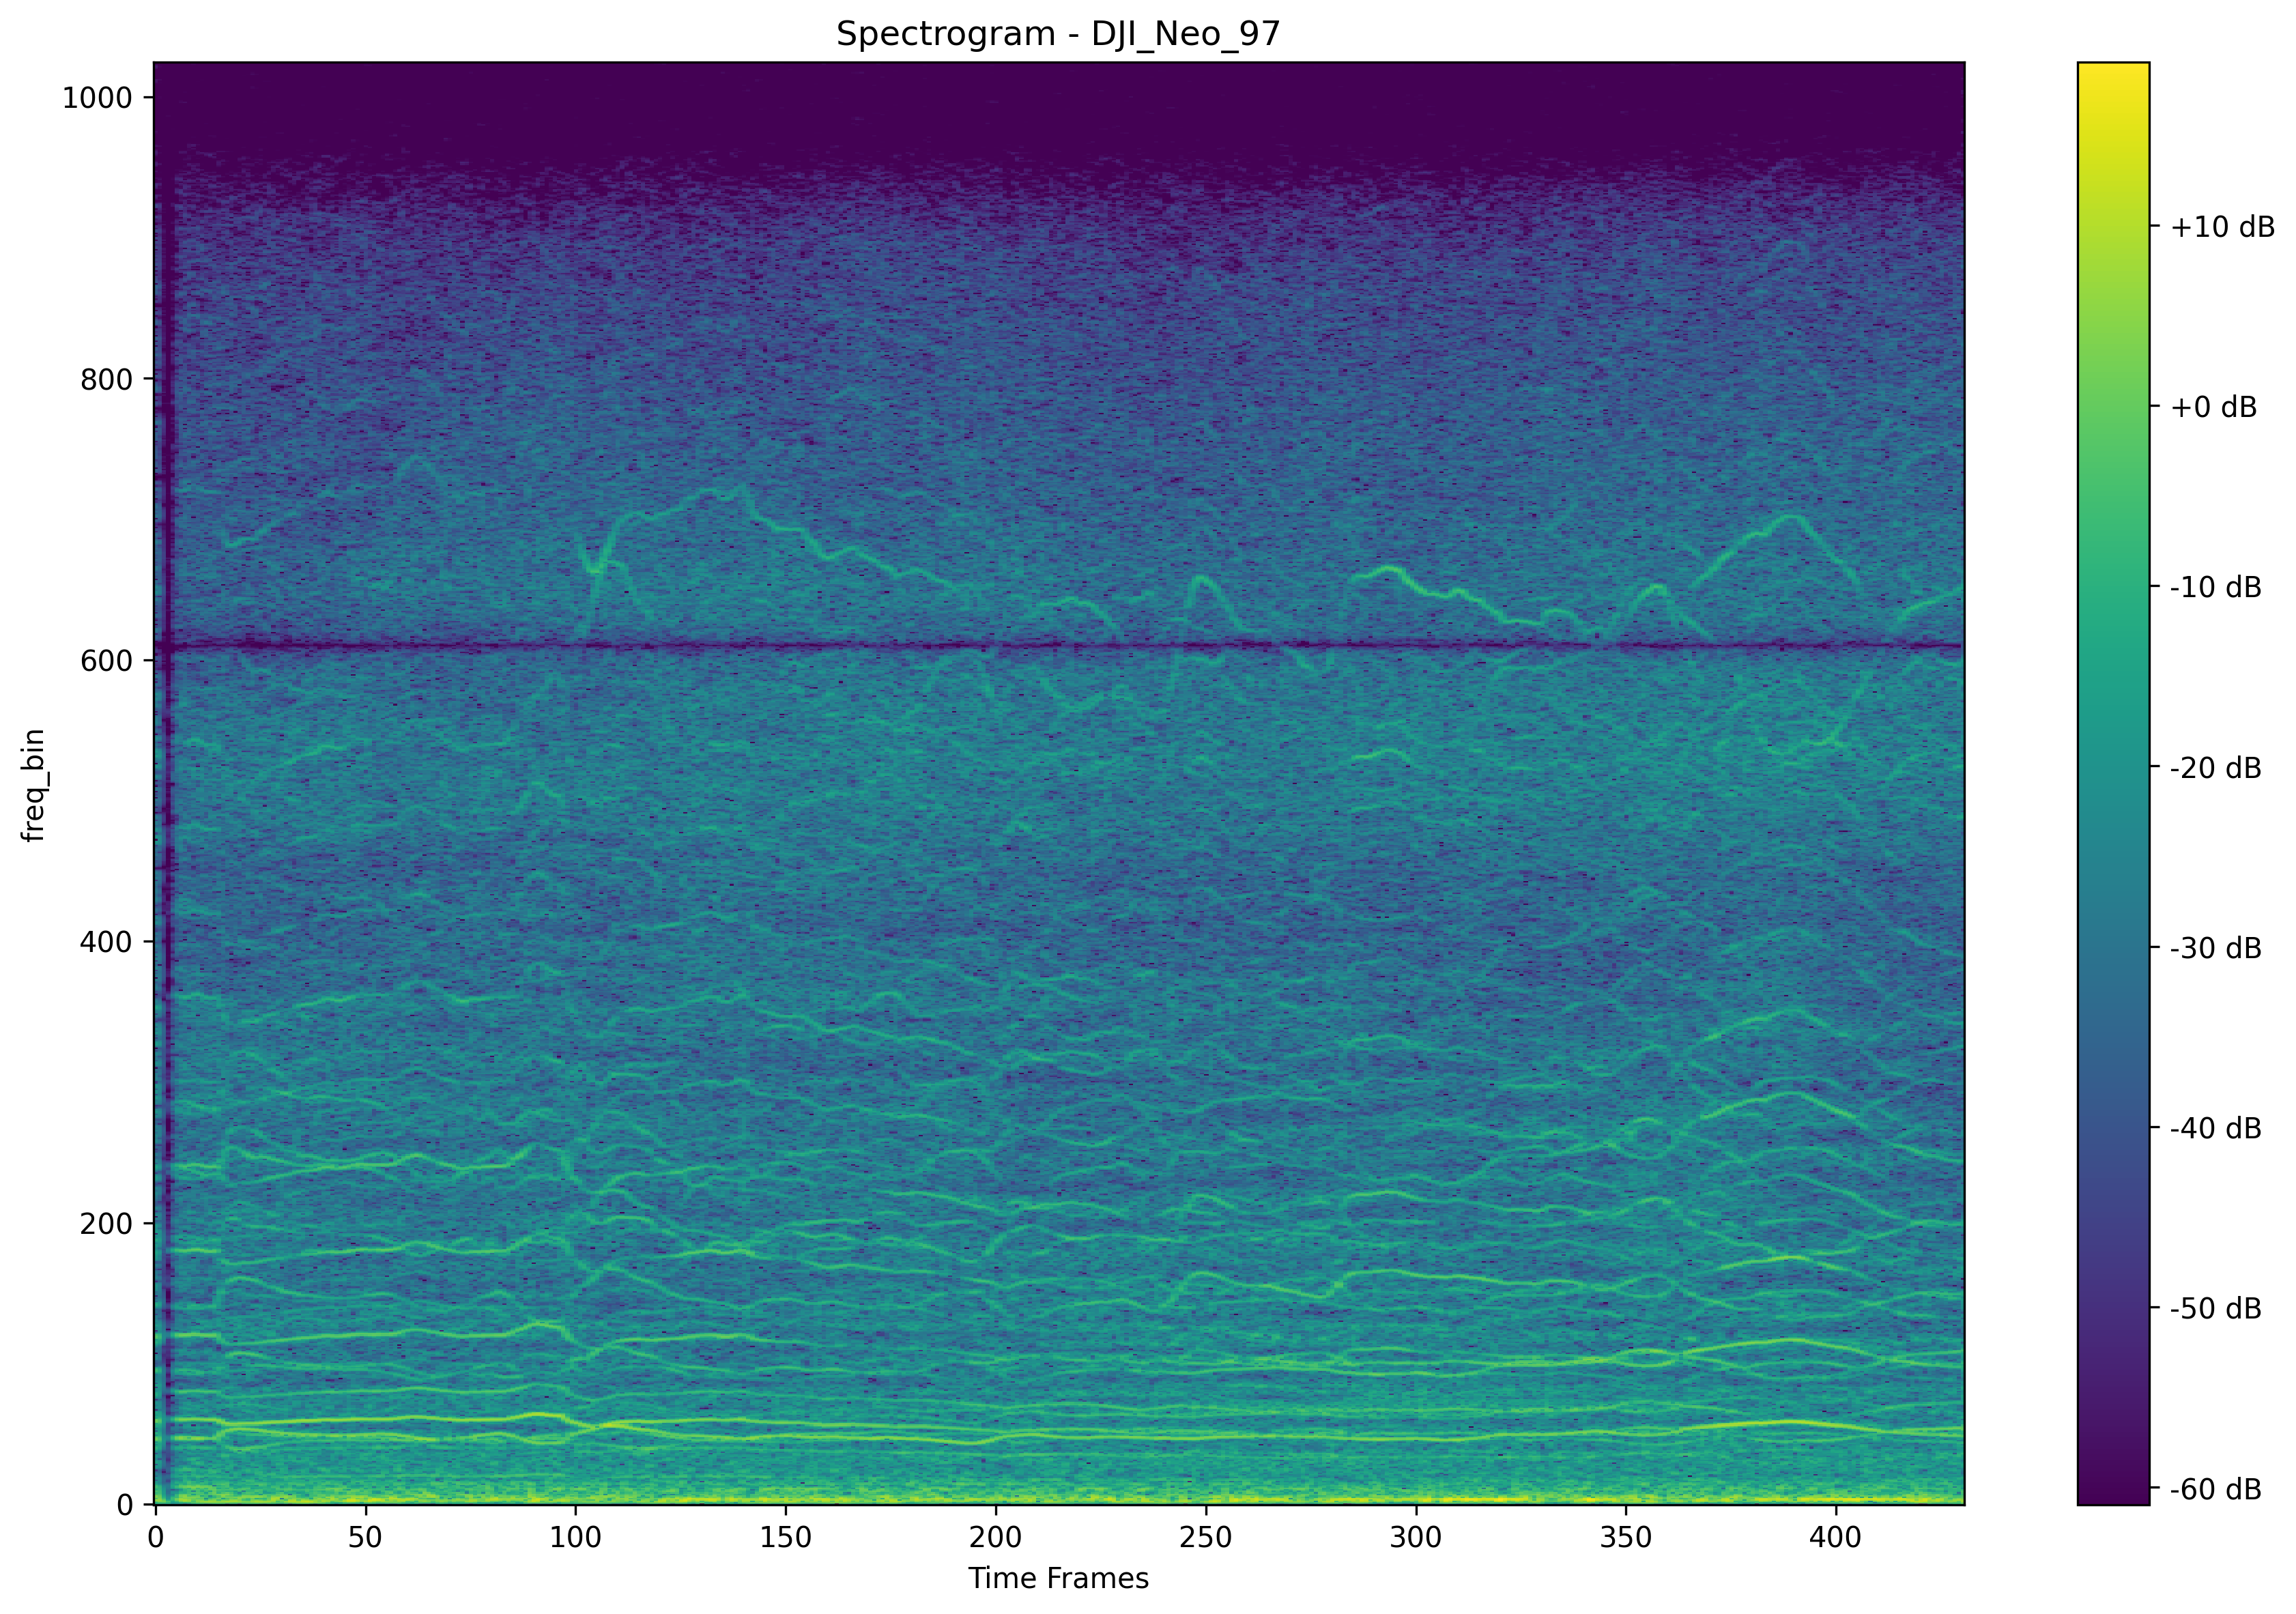 Spectrogram - DJI_Neo_97
1000
800
600
400
200
0
freq_bin
0 50 100 150 200 250 300 350 400
Time Frames
+10 dB
+0 dB
-10 dB
-20 dB
-30 dB
-40 dB
-50 dB
-60 dB